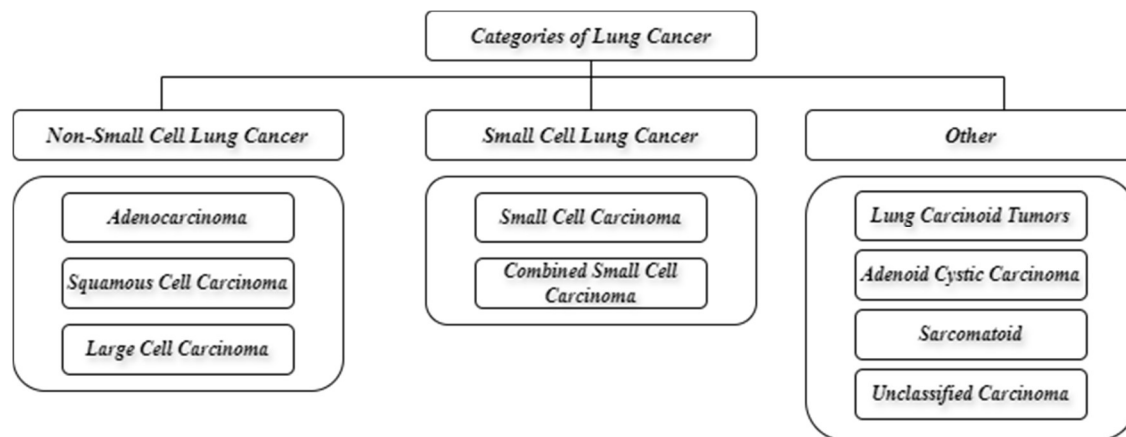 Categories of Lung Cancer
Non-Small Cell Lung Cancer
Adenocarcinoma
Squamous Cell Carcinoma
Large Cell Carcinoma
Small Cell Lung Cancer
Small Cell Carcinoma
Combined Small Cell
Carcinoma
Other
Lung Carcinoid Tumors
Adenoid Cystic Carcinoma
Sarcomatoid
Unclassified Carcinoma